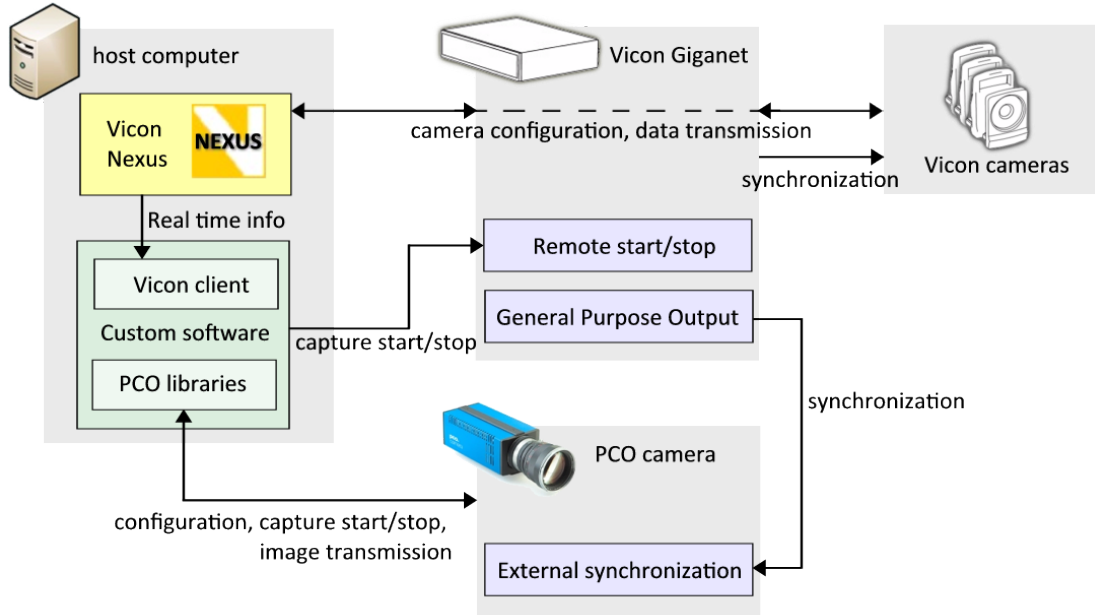 host computer
Vicon Giganet
Vicon
Nexus
NEXUS
camera configuration, data transmission
Vicon cameras
synchronization
Real time info
Remote start/stop
Vicon client
General Purpose Output
Custom software
capture start/stop
PCO libraries
synchronization
PCO camera
configuration, capture start/stop,
image transmission
External synchronization